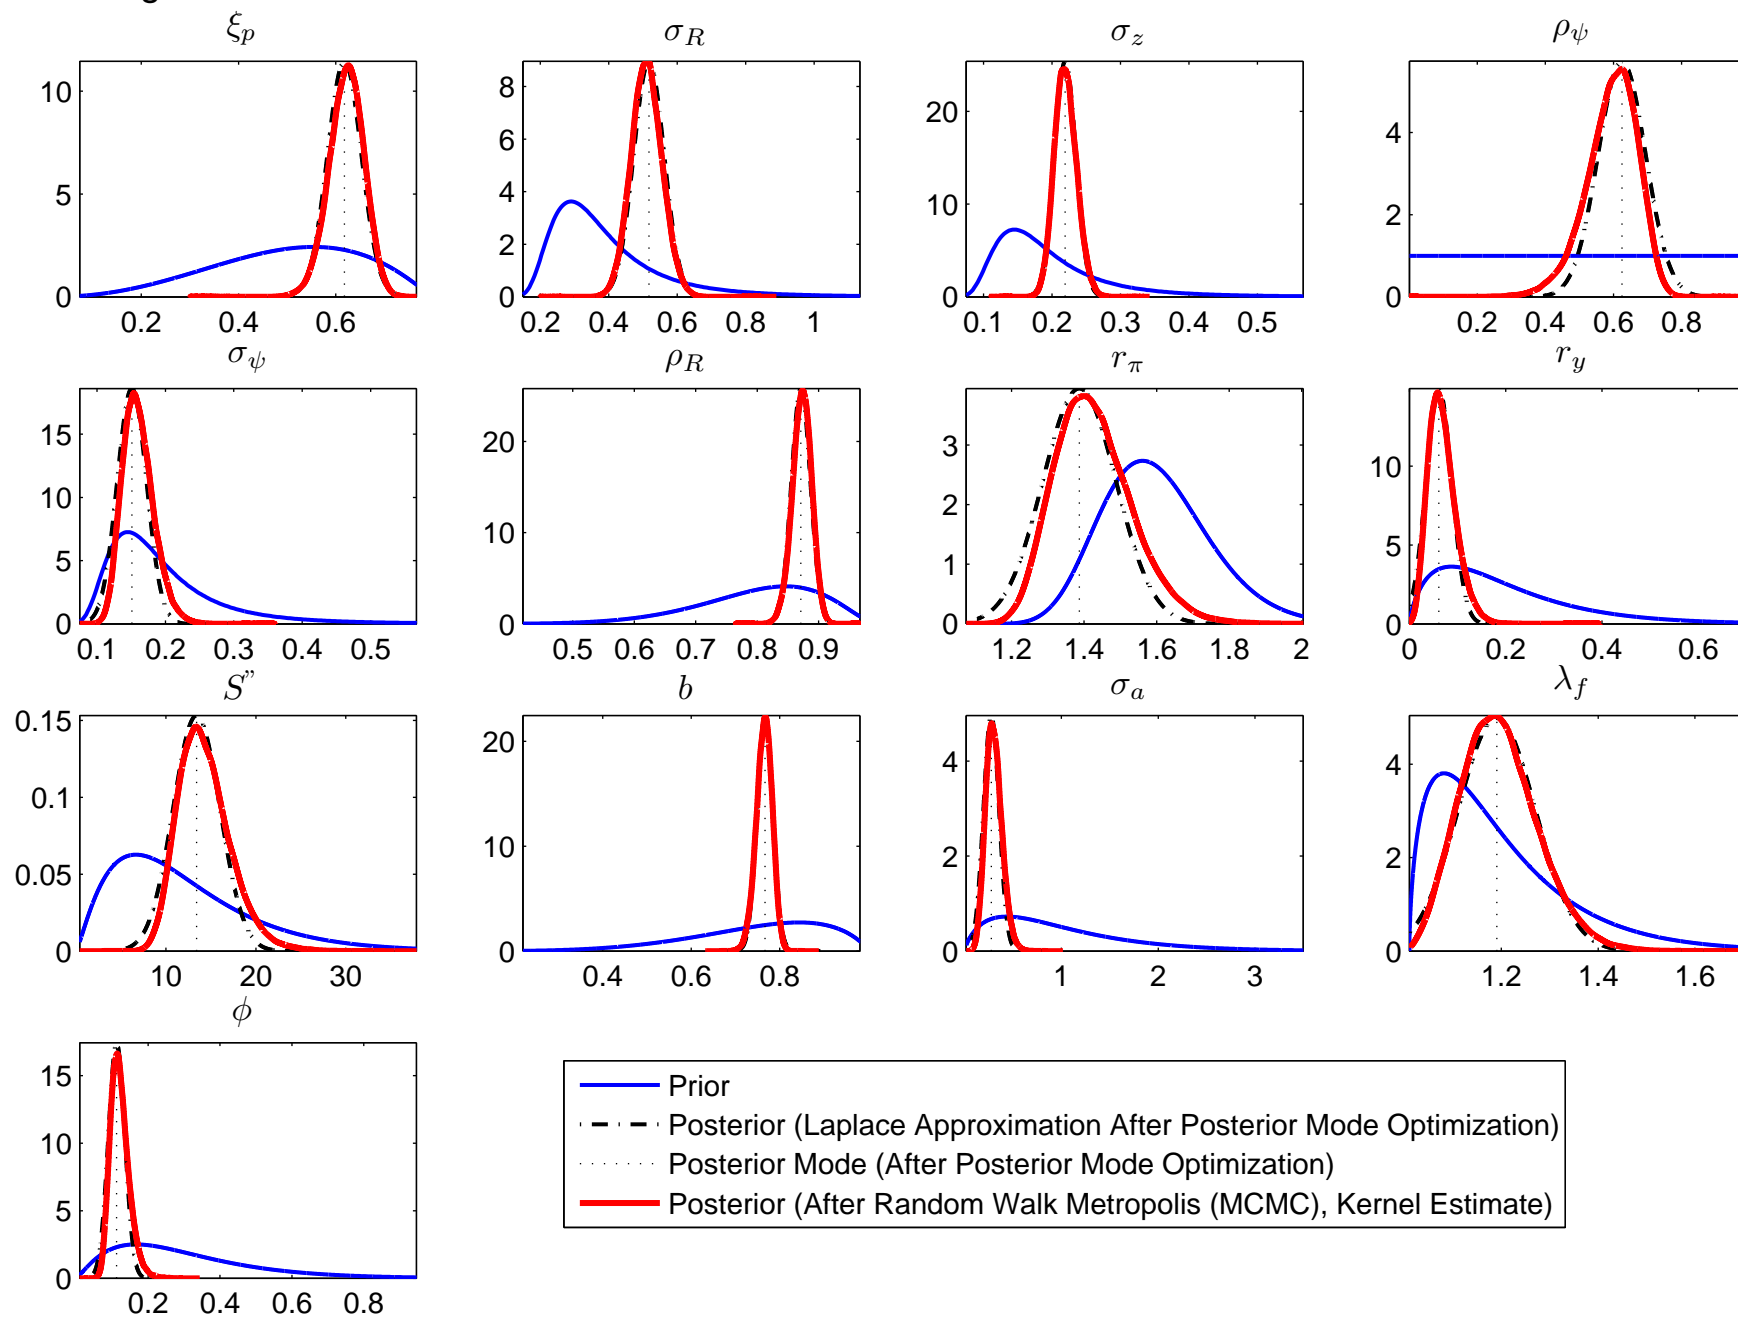 ξp σR σz ρψ
10 8 20 4
5 6 10 2
0 4 0 0
2
0
0.2 0.4 0.6 0.2 0.4 0.6 0.8 1 0.1 0.2 0.3 0.4 0.5 0.2 0.4 0.6 0.8
σψ ρR rπ ry
15 20 3 10
10 10 2 5
5 0 1 0
0 0
0.1 0.2 0.3 0.4 0.5 0.5 0.6 0.7 0.8 0.9 1.2 1.4 1.6 1.8 2 0 0.2 0.4 0.6
S” b σa λf
0.15 20 4 4
0.1 10 2 2
0.05 0 0 0
0
10 20 30 0.4 0.6 0.8 1 2 3 1.2 1.4 1.6
ϕ
15
10
5
0
0.2 0.4 0.6 0.8
Prior
Posterior (Laplace Approximation After Posterior Mode Optimization)
Posterior Mode (After Posterior Mode Optimization)
Posterior (After Random Walk Metropolis (MCMC), Kernel Estimate)